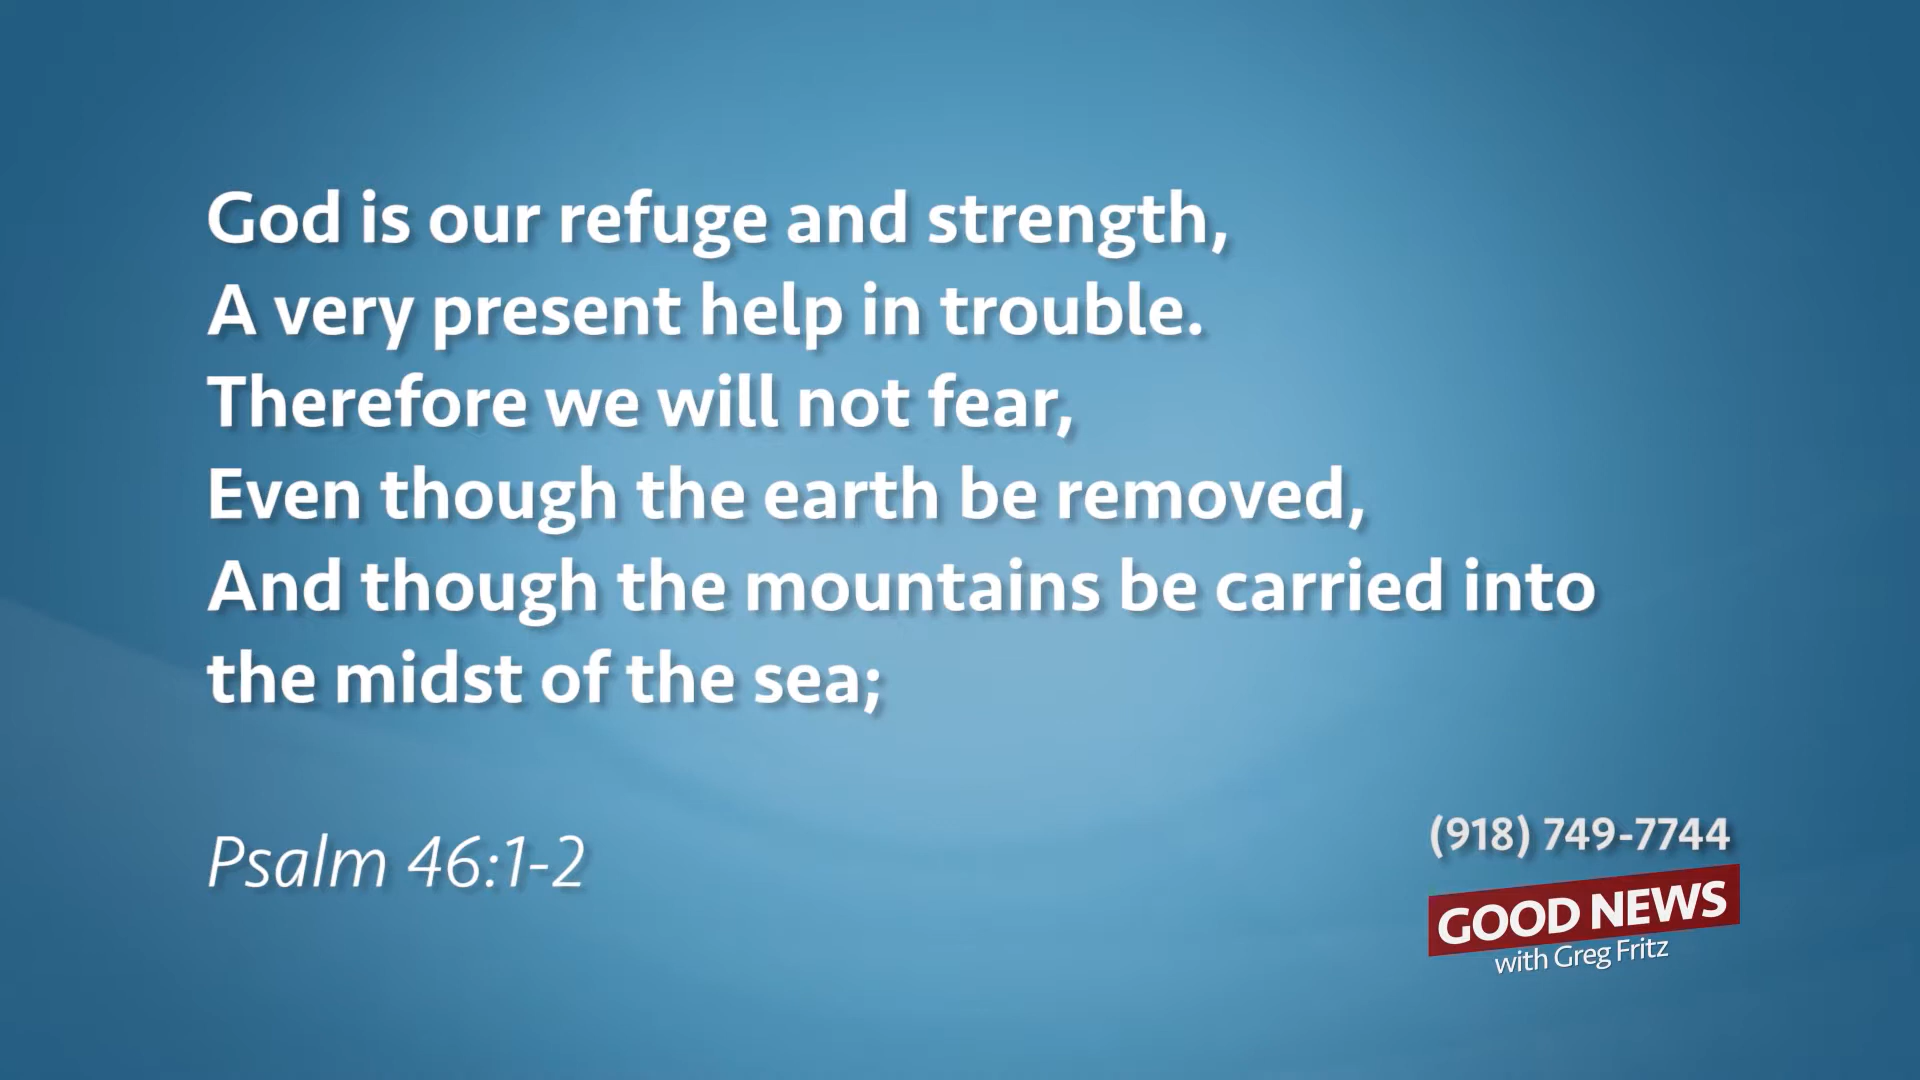 God is our refuge and strength,
A very present help in trouble.
Therefore we will not fear,
Even though the earth be removed,
And though the mountains be carried into
the midst of the sea;
Psalm 46:1-2
(918) 749-7744
GOOD NEWS
with Greg Fritz